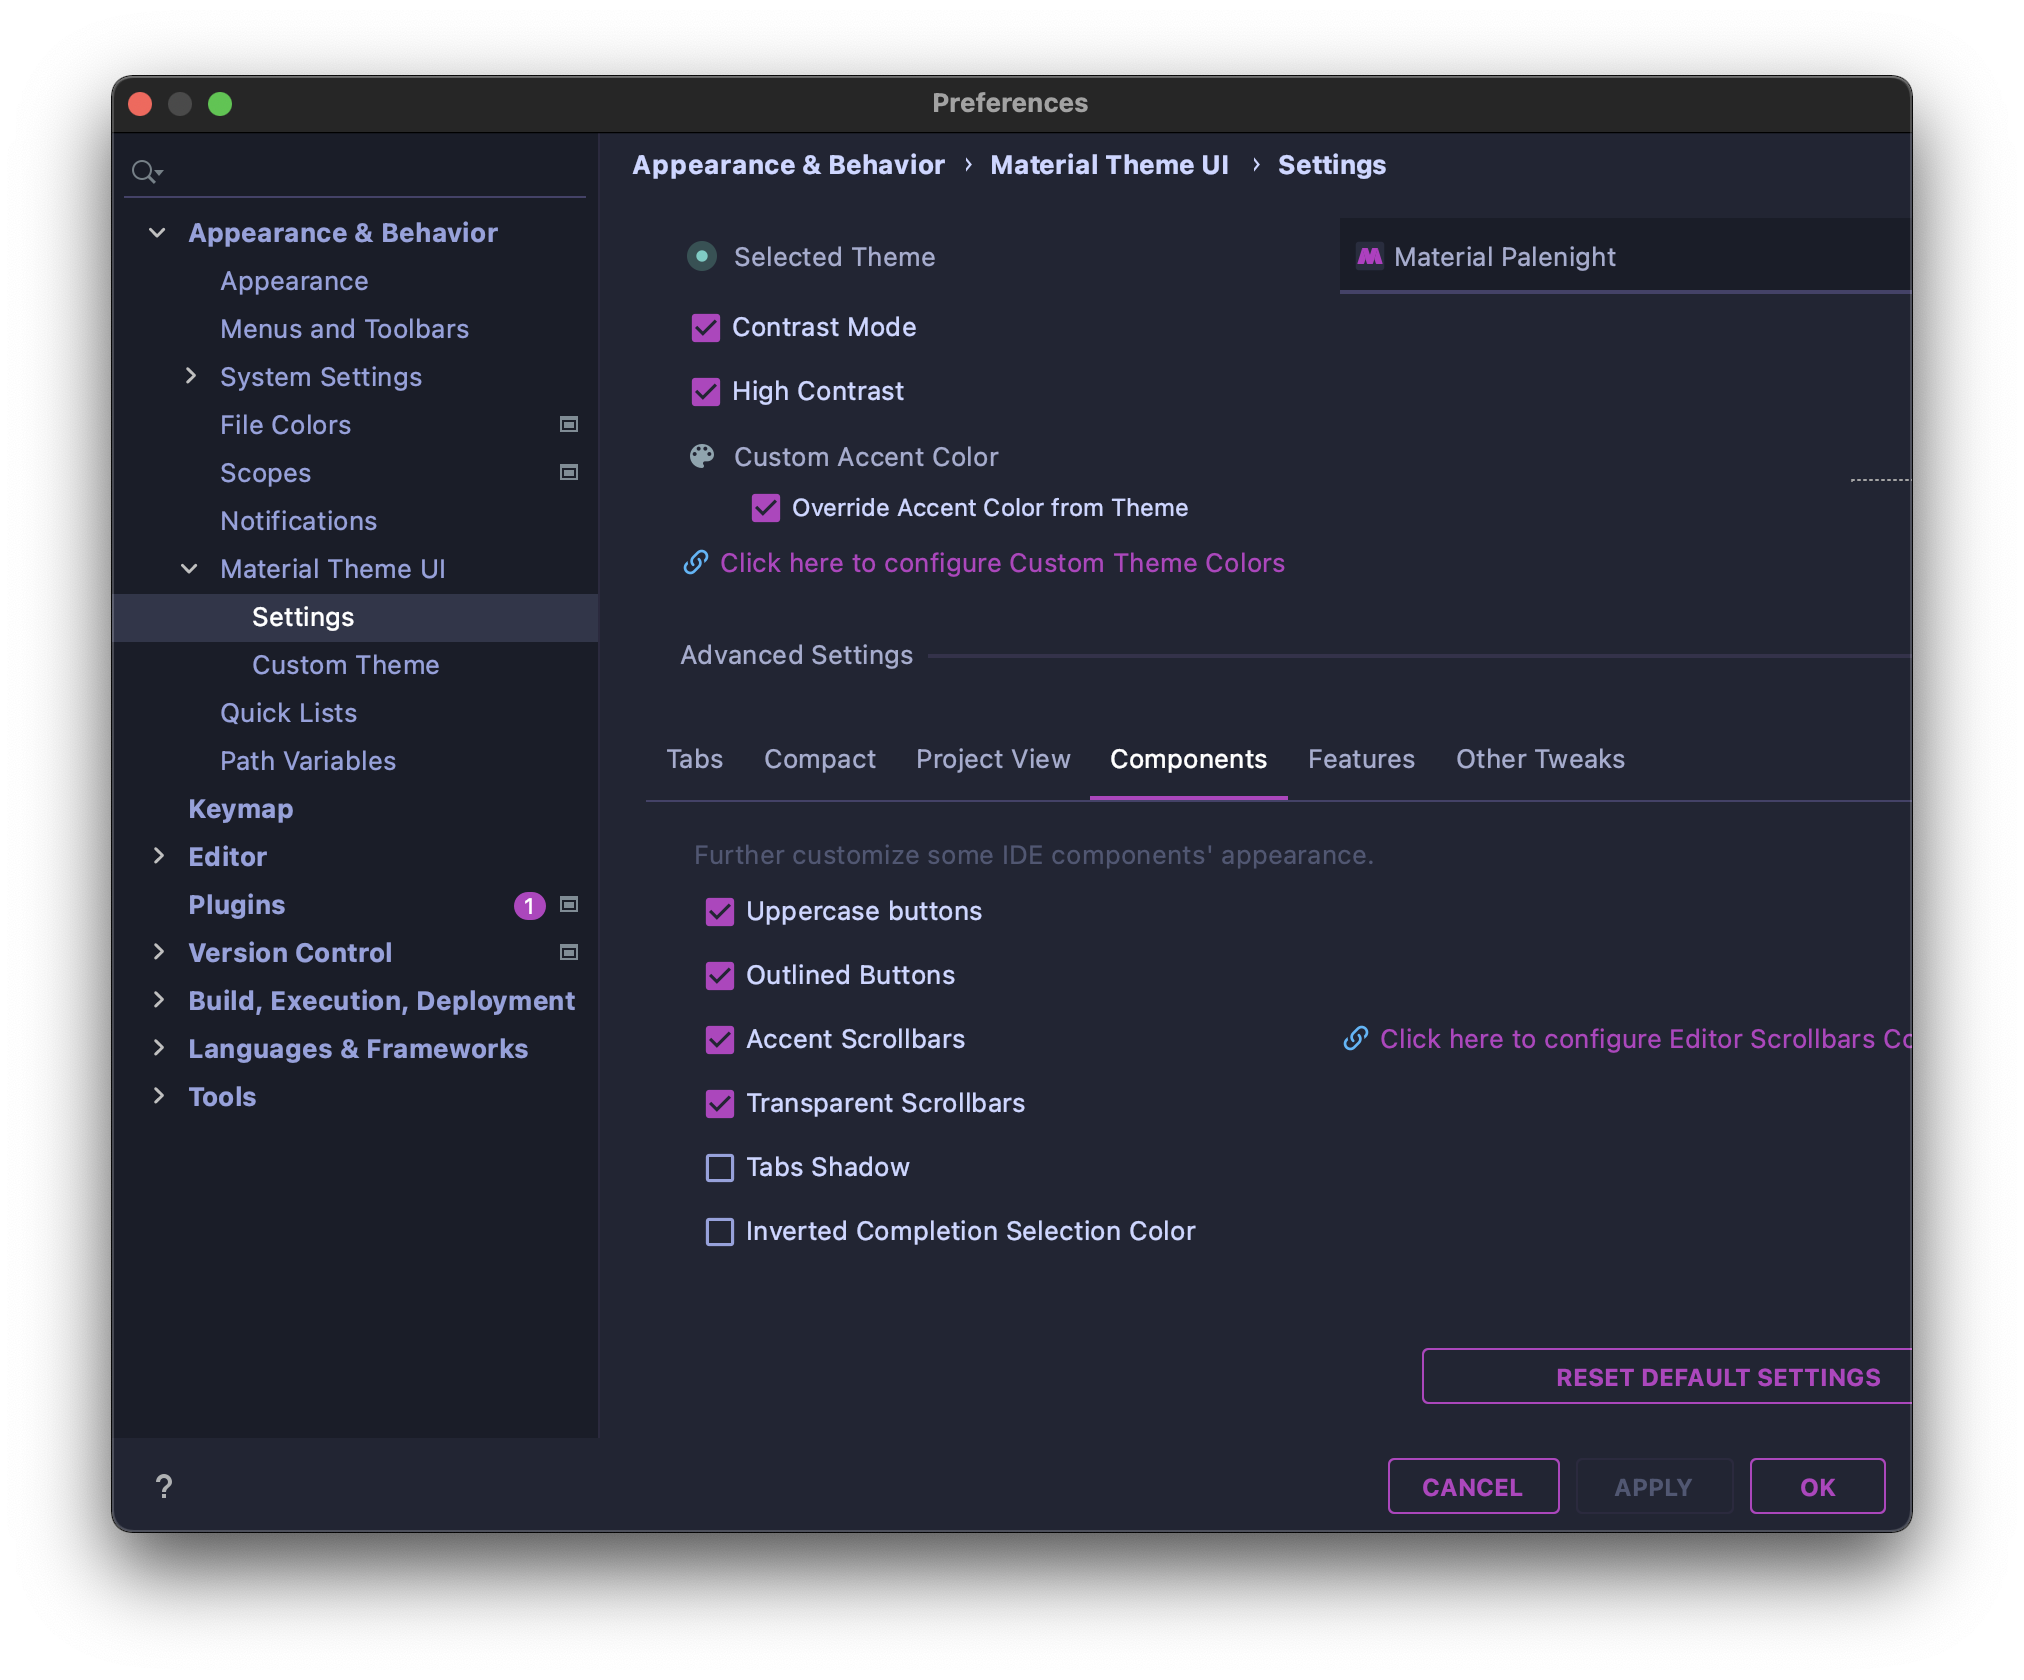 Preferences
Appearance & Behavior
Appearance
Menus and Toolbars
System Settings
File Colors
Scopes
Notifications
Material Theme UI
Settings
Custom Theme
Quick Lists
Path Variables
Keymap
Editor
Plugins 1
Version Control
Build, Execution, Deployment
Languages & Frameworks
Tools
Appearance & Behavior › Material Theme UI › Settings
Selected Theme
Material Palenight
Contrast Mode
High Contrast
Custom Accent Color
Override Accent Color from Theme
Click here to configure Custom Theme Colors
Advanced Settings
Tabs Compact Project View Components Features Other Tweaks
Further customize some IDE components' appearance.
Uppercase buttons
Outlined Buttons
Accent Scrollbars
Click here to configure Editor Scrollbars
Transparent Scrollbars
Tabs Shadow
Inverted Completion Selection Color
RESET DEFAULT SETTINGS
?
CANCEL APPLY OK